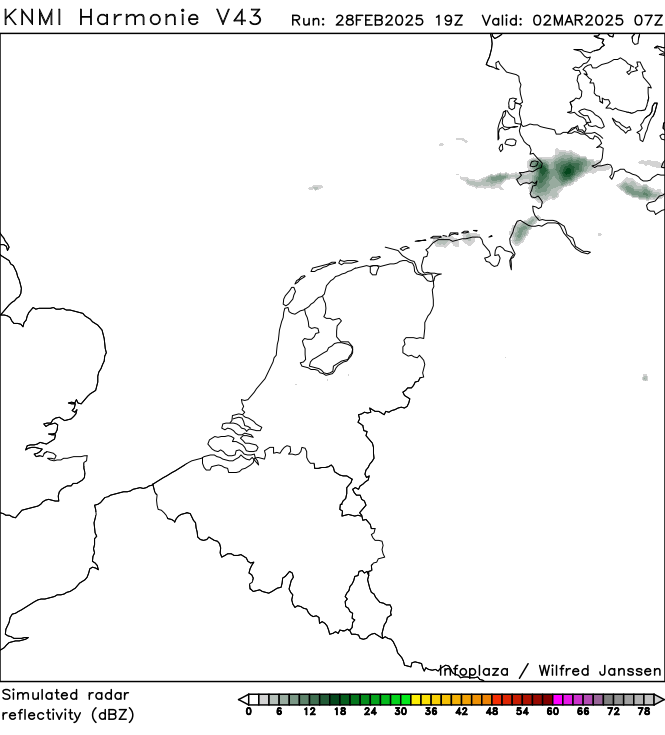 KNMI Harmonie V43 Run: 28FEB2025 19Z Valid: 02MAR2025 07Z
infoplaza / Wilfred Janssen
Simulated radar
reflectivity (dBZ)
0 6 12 18 24 30 36 42 48 54 60 66 72 78